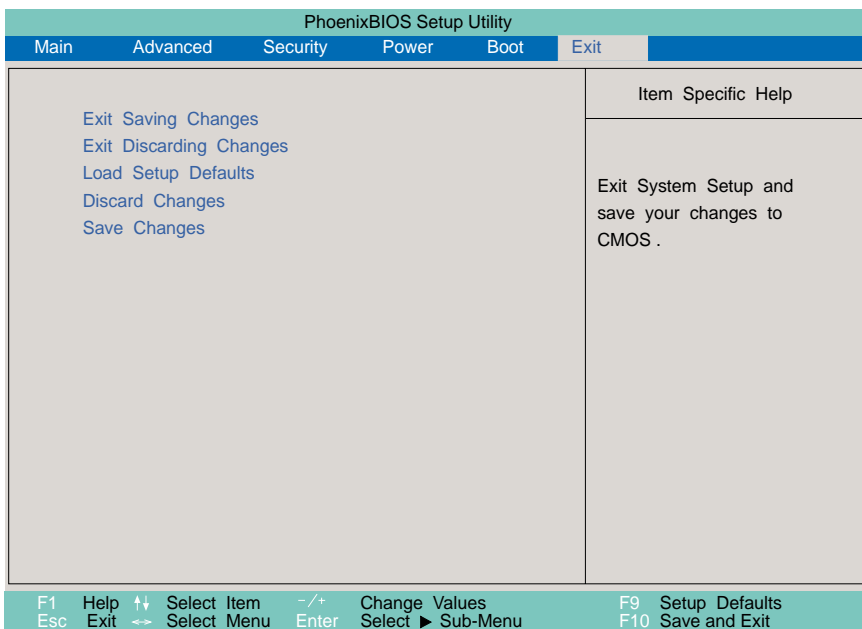 PhoenixBIOS Setup Utility
Main Advanced Security Power Boot Exit
Item Specific Help
Exit Saving Changes
Exit Discarding Changes
Load Setup Defaults
Discard Changes
Save Changes
Exit System Setup and
save your changes to
CMOS .
F1 Help ↑↓ Select Item -/+ Change Values F9 Setup Defaults
Esc Exit ↔ Select Menu Enter Select ▶ Sub-Menu F10 Save and Exit